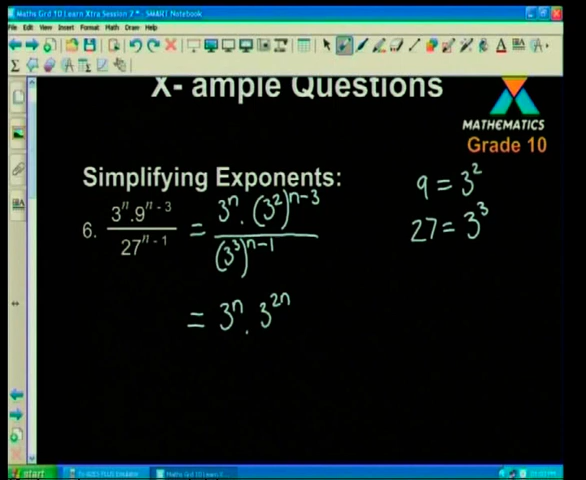 Maths Grd 10 Learn Xtra Session 2 * - SMART Notebook
File Edit View Insert Format Math Draw Help
X- ample Questions
MATHEMATICS
Grade 10
Simplifying Exponents:
6. 3ⁿ.9ⁿ⁻³ / 27ⁿ⁻¹ = 3ⁿ.(3²)ⁿ⁻³ / (3³)ⁿ⁻¹
9 = 3²
27 = 3³
= 3ⁿ.3²ⁿ
start